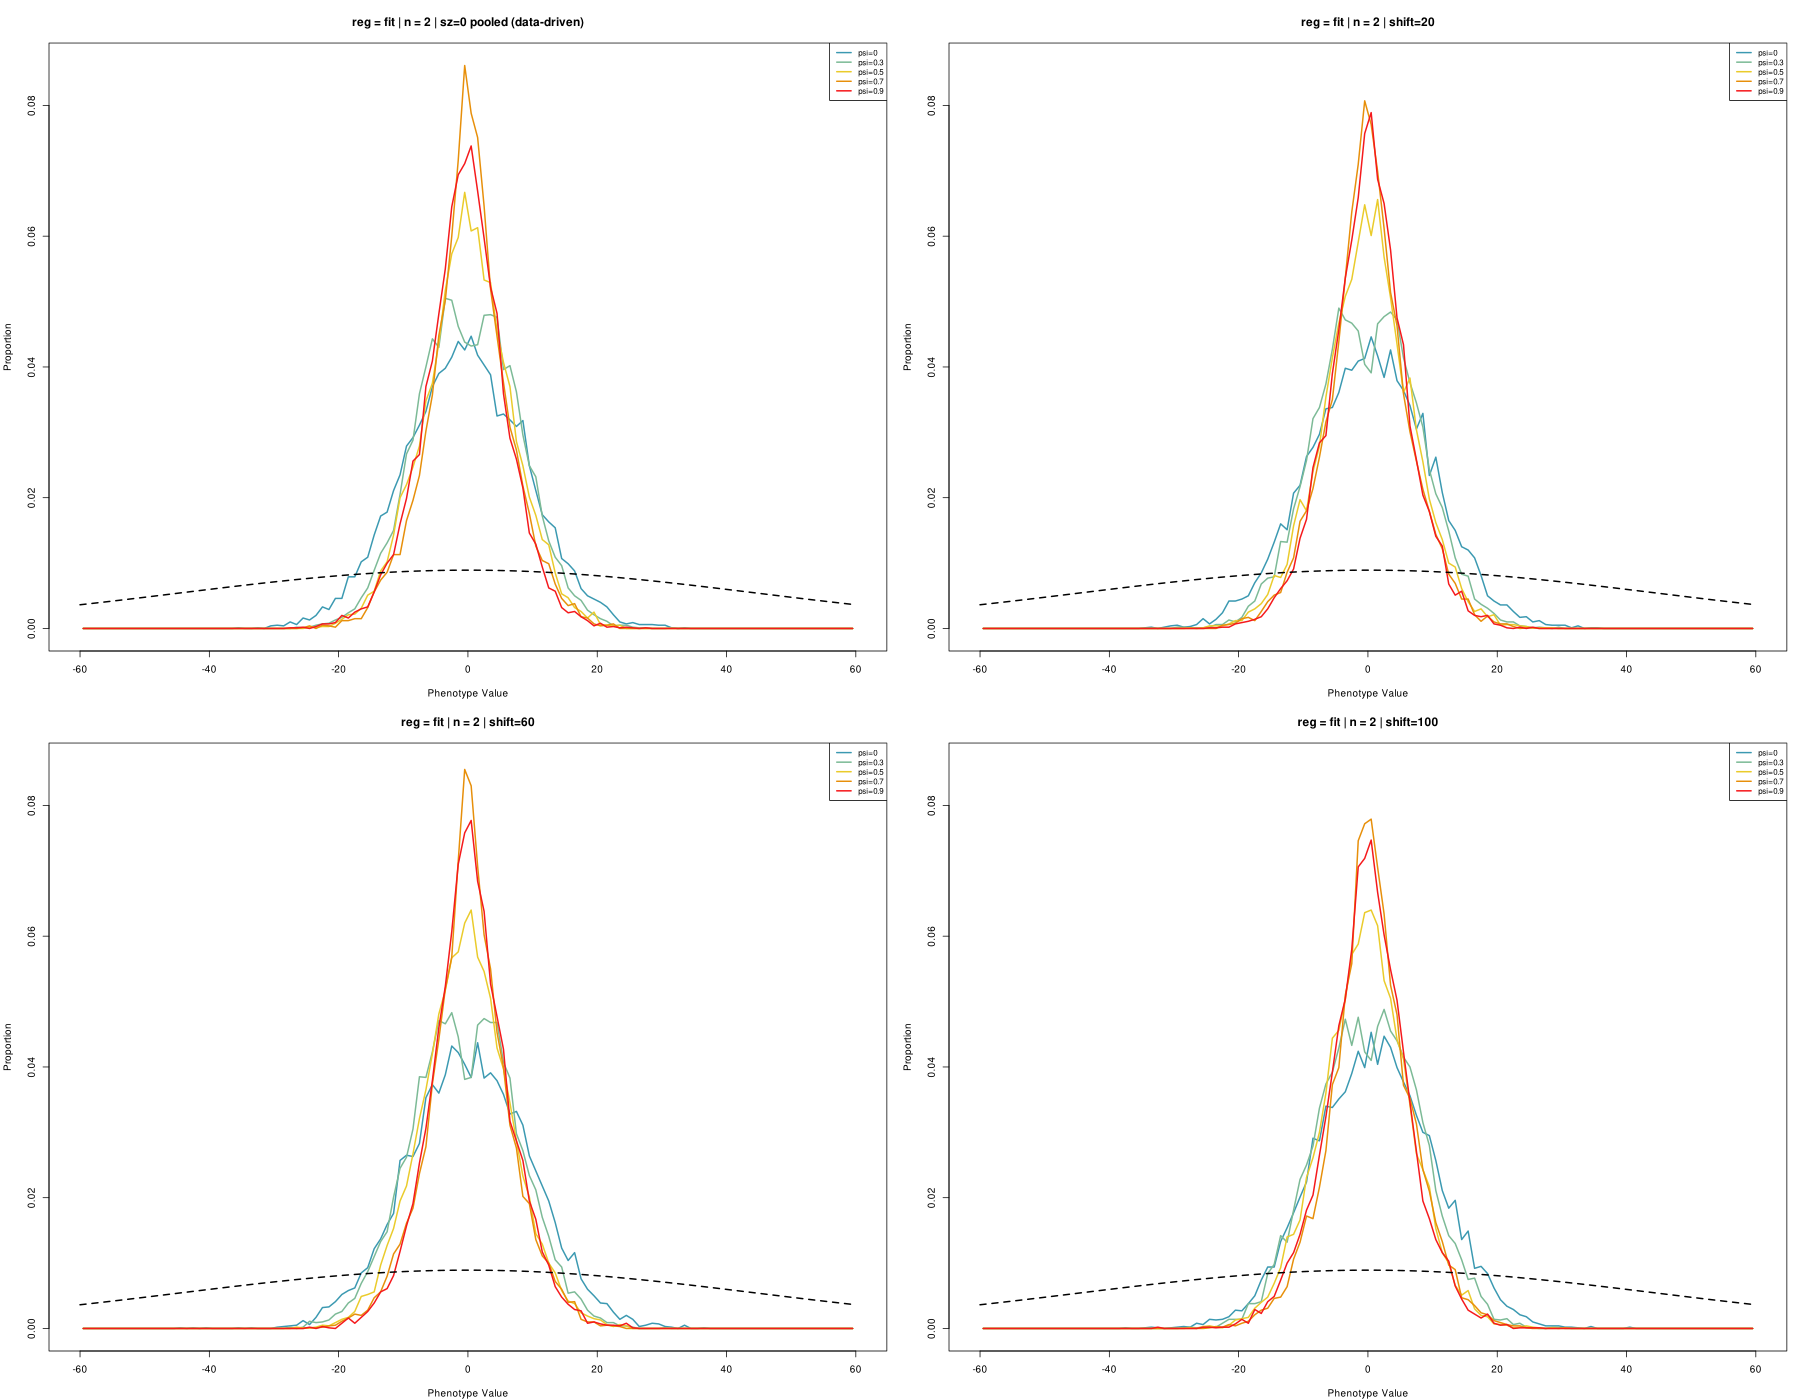 reg = fit | n = 2 | sz=0 pooled (data-driven)
psi=0
psi=0.3
psi=0.5
psi=0.7
psi=0.9
Proportion
0.00
0.02
0.04
0.06
0.08
-60
-40
-20
0
20
40
60
Phenotype Value
reg = fit | n = 2 | shift=20
psi=0
psi=0.3
psi=0.5
psi=0.7
psi=0.9
Proportion
0.00
0.02
0.04
0.06
0.08
-60
-40
-20
0
20
40
60
Phenotype Value
reg = fit | n = 2 | shift=60
psi=0
psi=0.3
psi=0.5
psi=0.7
psi=0.9
Proportion
0.00
0.02
0.04
0.06
0.08
-60
-40
-20
0
20
40
60
Phenotype Value
reg = fit | n = 2 | shift=100
psi=0
psi=0.3
psi=0.5
psi=0.7
psi=0.9
Proportion
0.00
0.02
0.04
0.06
0.08
-60
-40
-20
0
20
40
60
Phenotype Value